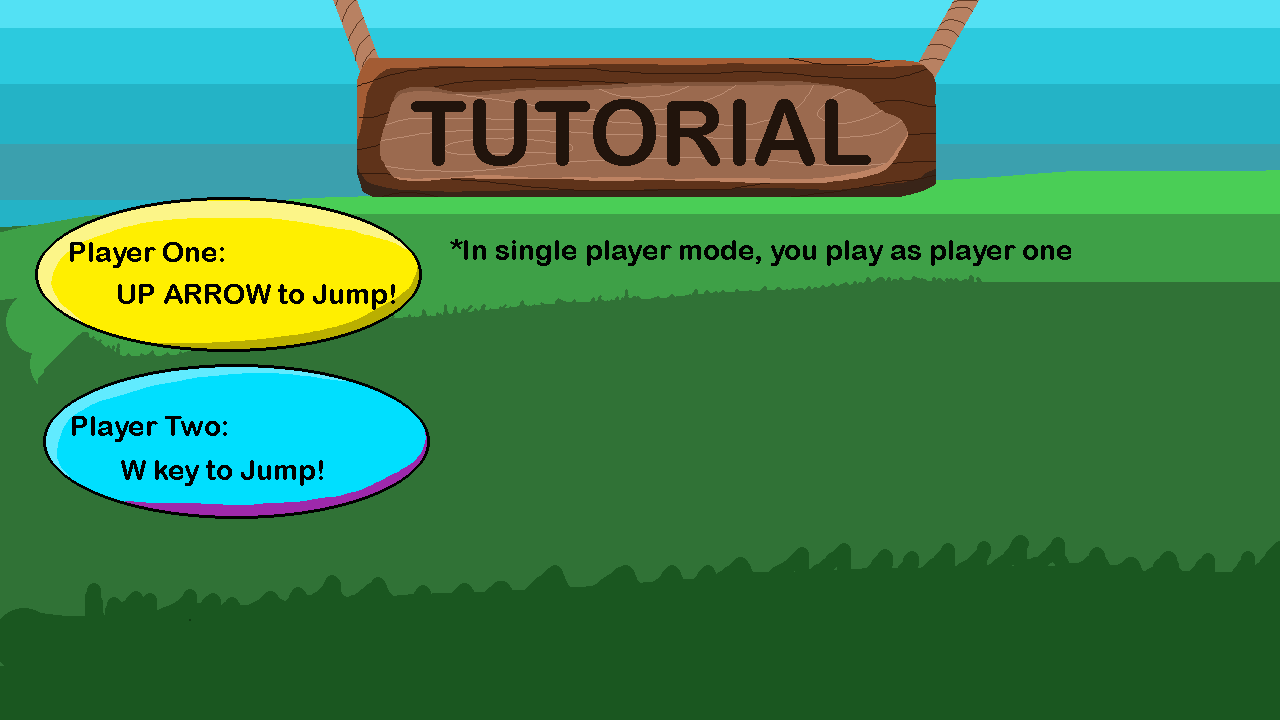 TUTORIAL
Player One:
UP ARROW to Jump!
*In single player mode, you play as player one
Player Two:
W key to Jump!